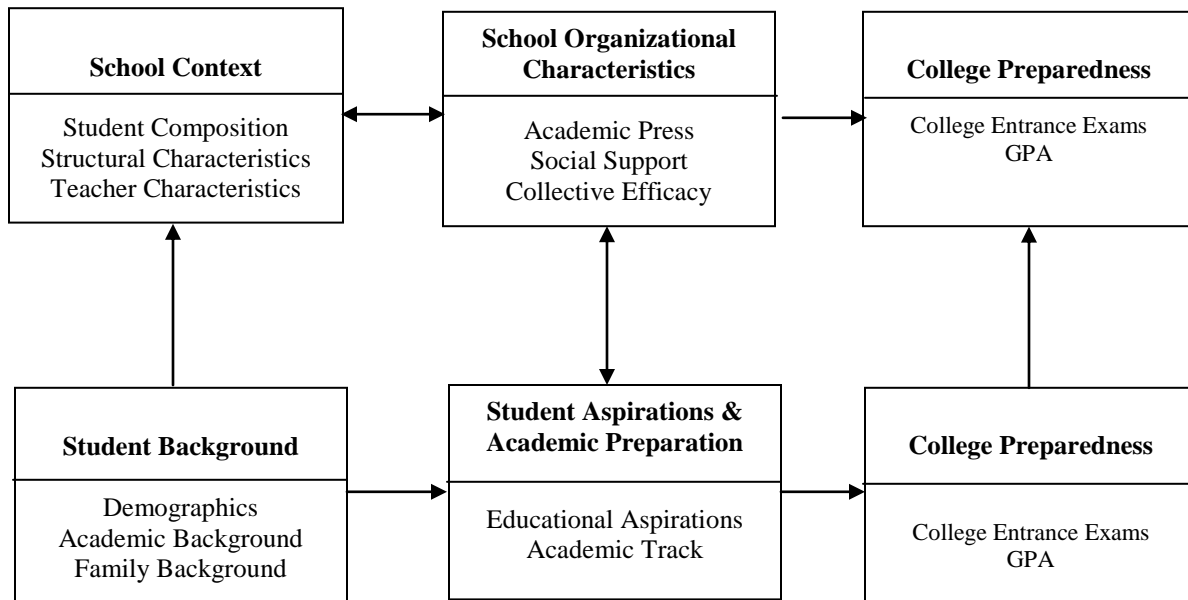 School Context
Student Composition
Structural Characteristics
Teacher Characteristics
School Organizational
Characteristics
Academic Press
Social Support
Collective Efficacy
College Preparedness
College Entrance Exams
GPA
Student Background
Demographics
Academic Background
Family Background
Student Aspirations &
Academic Preparation
Educational Aspirations
Academic Track
College Preparedness
College Entrance Exams
GPA